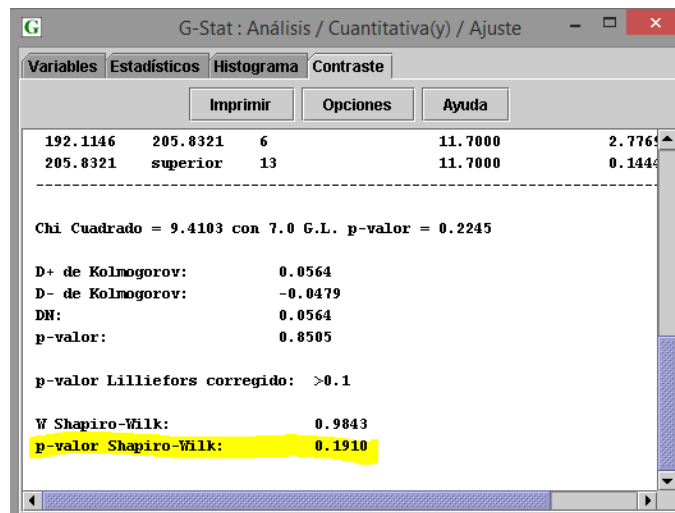 G G-Stat : Análisis / Cuantitativa(y) / Ajuste
Variables Estadísticos Histograma Contraste
Imprimir Opciones Ayuda
192.1146 205.8321 6 11.7000
205.8321 superior 13 11.7000 0.1444
Chi Cuadrado = 9.4103 con 7.0 G.L. p-valor = 0.2245
D+ de Kolmogorov: 0.0564
D- de Kolmogorov: -0.0479
DN: 0.0564
p-valor: 0.8505
p-valor Lilliefors corregido: >0.1
W Shapiro-Wilk: 0.9843
p-valor Shapiro-Wilk: 0.1910